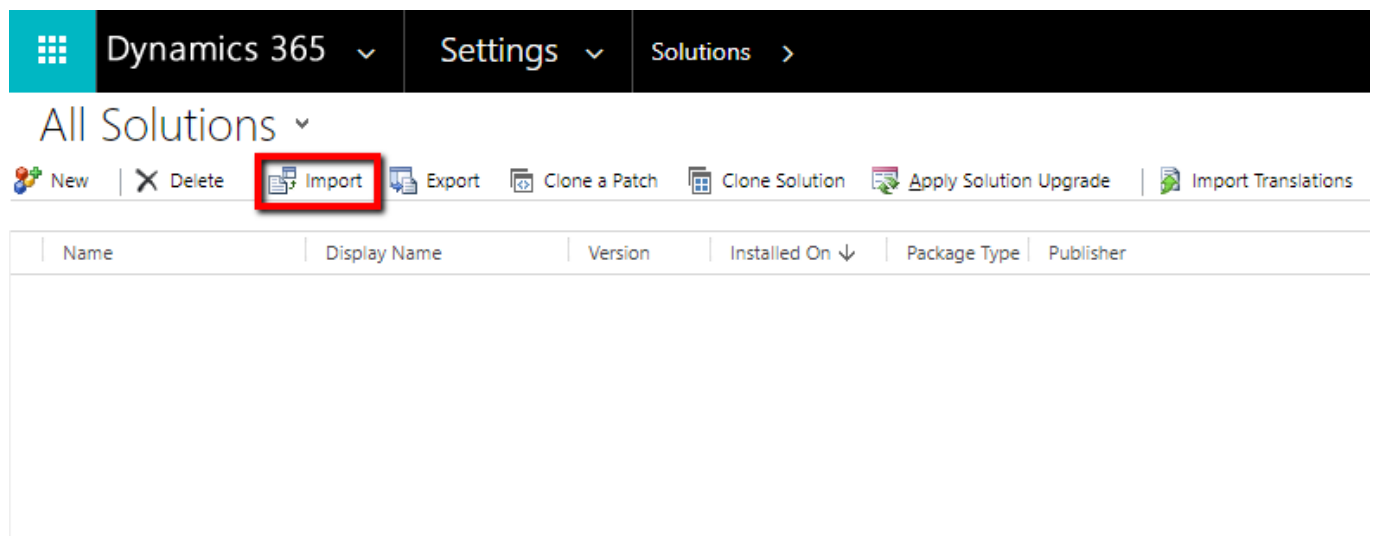 Dynamics 365 Settings Solutions
All Solutions
New Delete Import Export Clone a Patch Clone Solution Apply Solution Upgrade Import Translations
Name Display Name Version Installed On Package Type Publisher